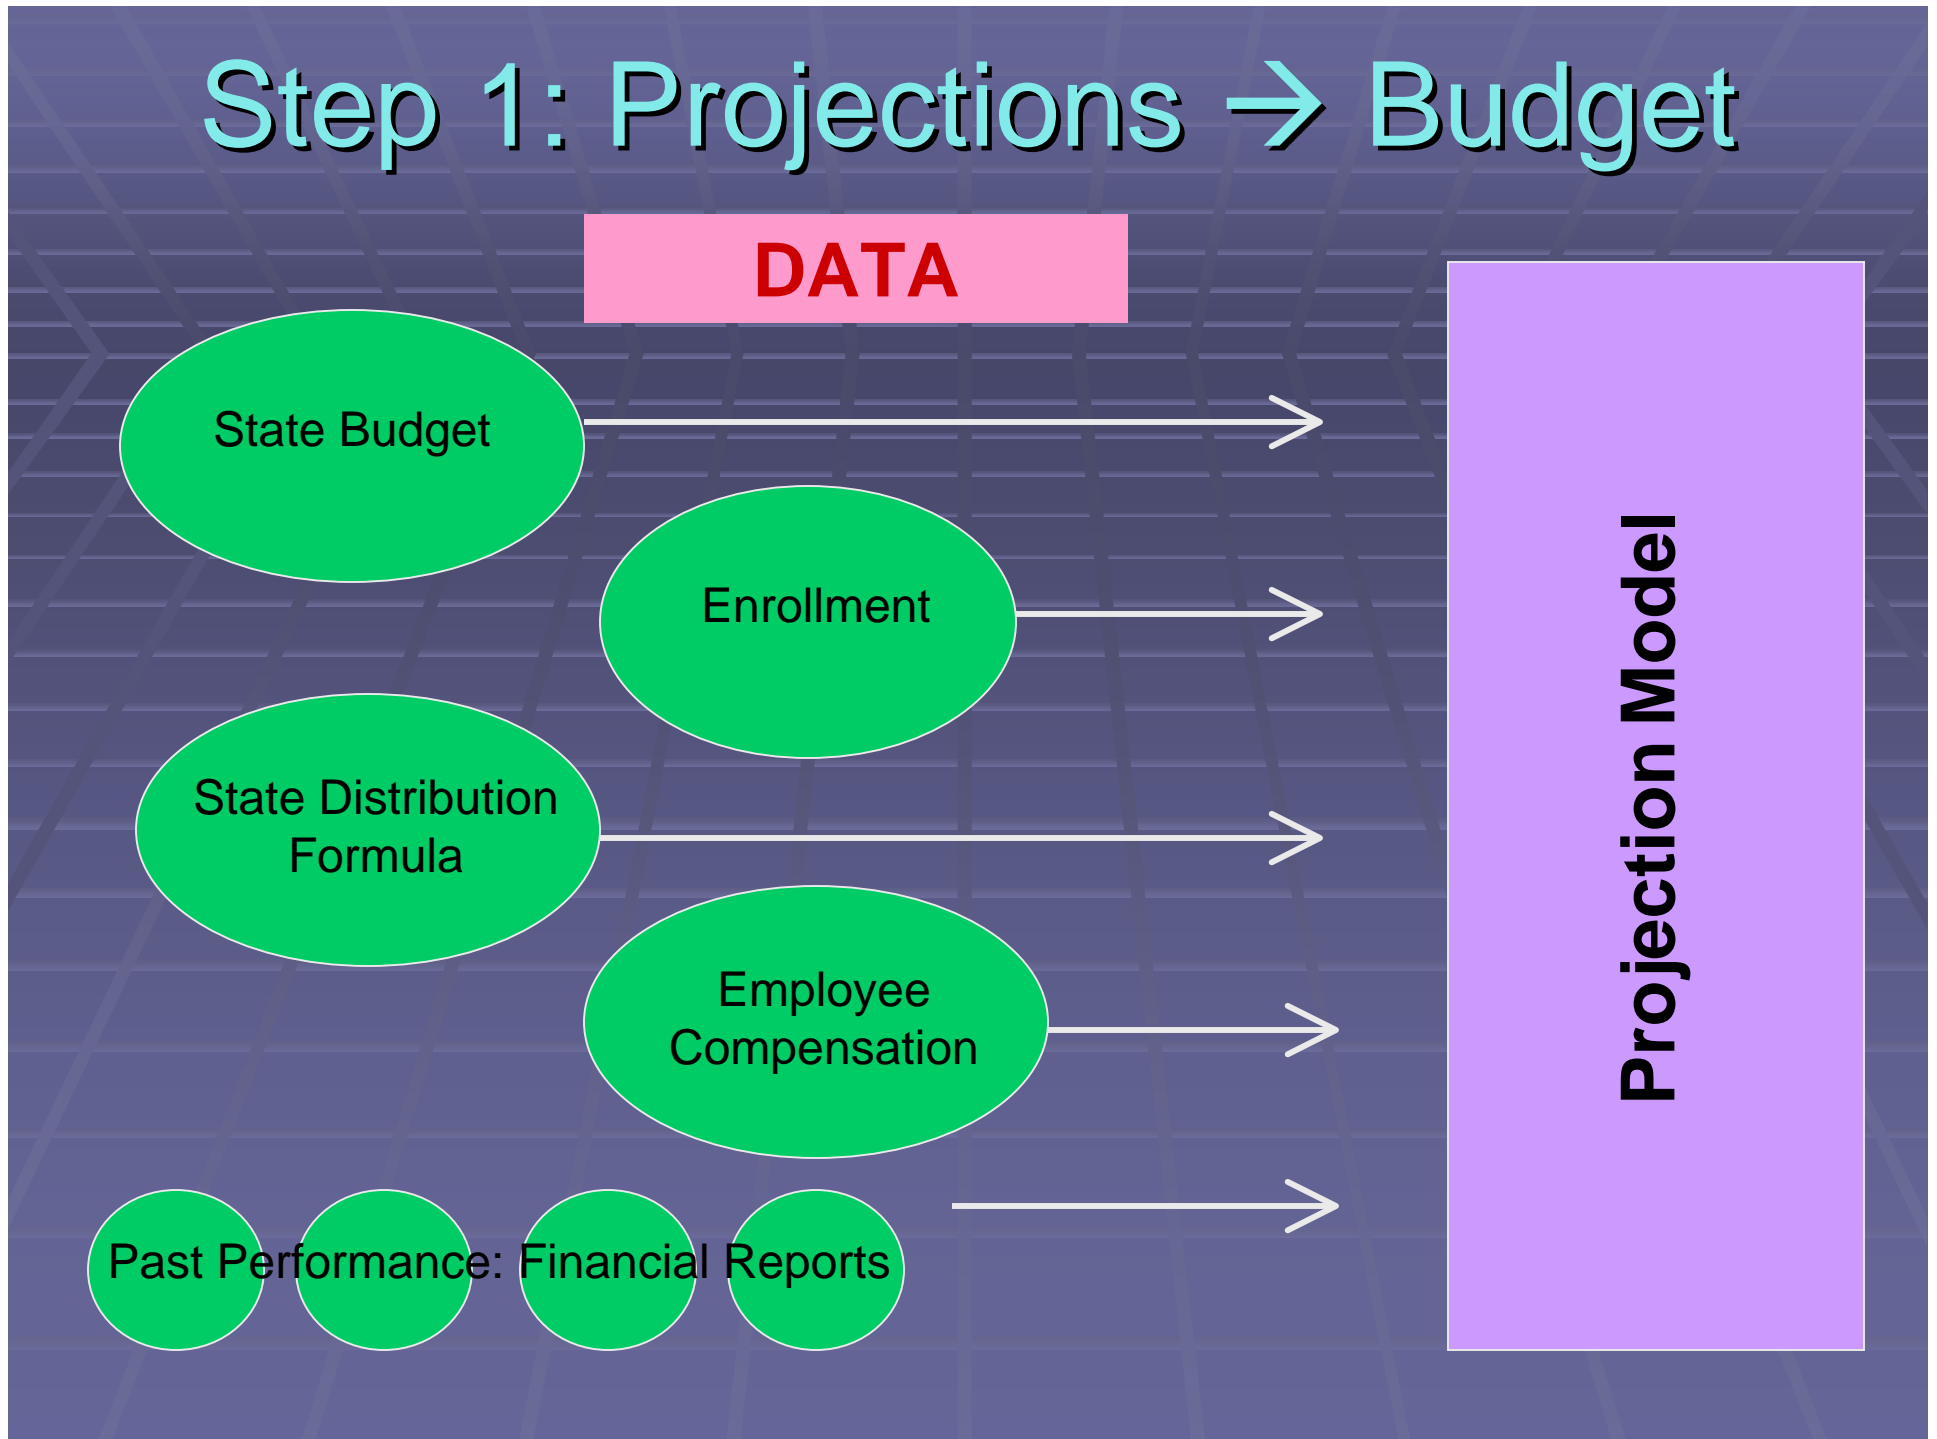 Step 1: Projections → Budget
DATA
State Budget
Enrollment
State Distribution
Formula
Employee
Compensation
Past Performance: Financial Reports
Projection Model